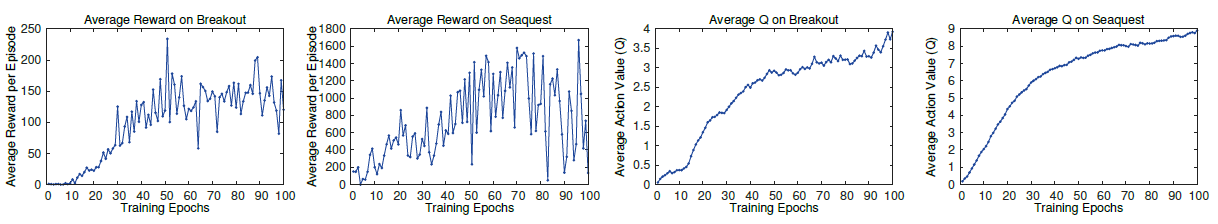 Average Reward on Breakout
Average Reward per Episode
250
200
150
100
50
0
0 10 20 30 40 50 60 70 80 90 100
Training Epochs
Average Reward on Seaquest
Average Reward per Episode
1800
1600
1400
1200
1000
800
600
400
200
0
0 10 20 30 40 50 60 70 80 90 100
Training Epochs
Average Q on Breakout
Average Action Value (Q)
4
3.5
3
2.5
2
1.5
1
0.5
0
0 10 20 30 40 50 60 70 80 90 100
Training Epochs
Average Q on Seaquest
Average Action Value (Q)
9
8
7
6
5
4
3
2
1
0
0 10 20 30 40 50 60 70 80 90 100
Training Epochs